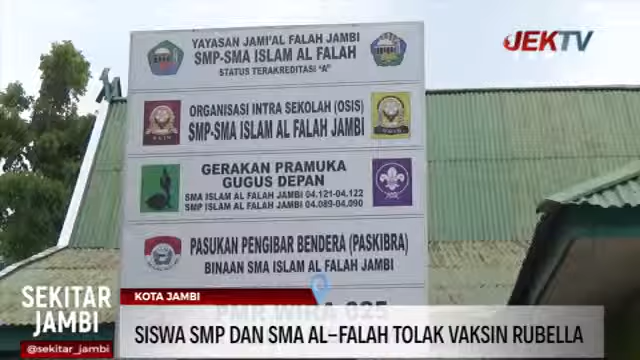 YAYASAN JAMI'AL FALAH JAMBI
SMP-SMA ISLAM AL FALAH
STATUS TERAKREDITASI "A"
JEKTV
ORGANISASI INTRA SEKOLAH (OSIS)
SMP-SMA ISLAM AL FALAH JAMBI
GERAKAN PRAMUKA
GUGUS DEPAN
SMA ISLAM AL FALAH JAMBI 04.121-04.122
SMP ISLAM AL FALAH JAMBI 04.089-04.090
PASUKAN PENGIBAR BENDERA (PASKIBRA)
BINAAN SMA ISLAM AL FALAH JAMBI
PMR WIRA 025
SEKITAR
JAMBI
@sekitar_jambi
KOTA JAMBI
SISWA SMP DAN SMA AL-FALAH TOLAK VAKSIN RUBELLA